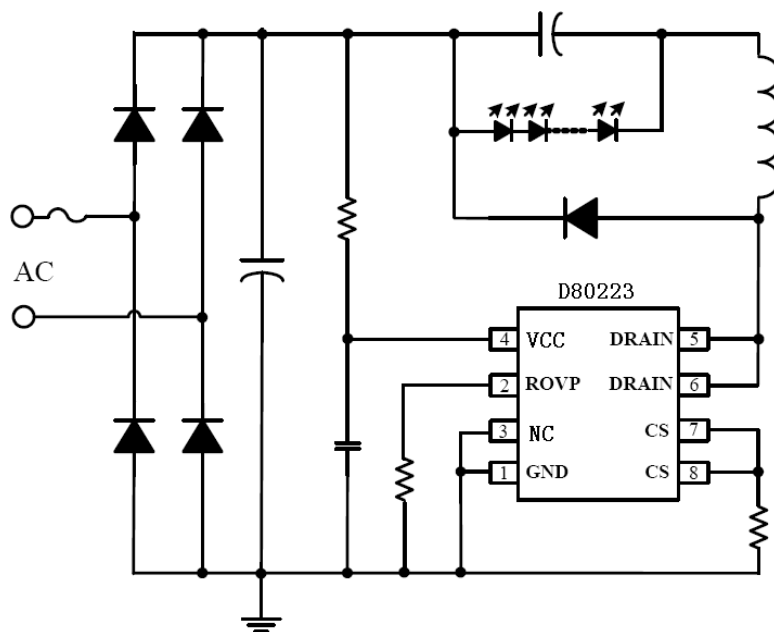 AC
D80223
4 VCC DRAIN 5
2 ROVP DRAIN 6
3 NC CS 7
1 GND CS 8